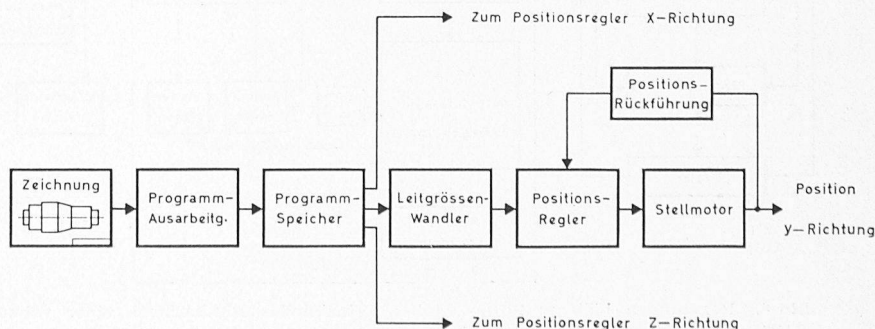 Zum Positionsregler X-Richtung
Positions-
Rückführung
Zeichnung
Programm-
Ausarbeitg.
Programm-
Speicher
Leitgrössen-
Wandler
Positions-
Regler
Stellmotor
Position
y-Richtung
Zum Positionsregler Z-Richtung